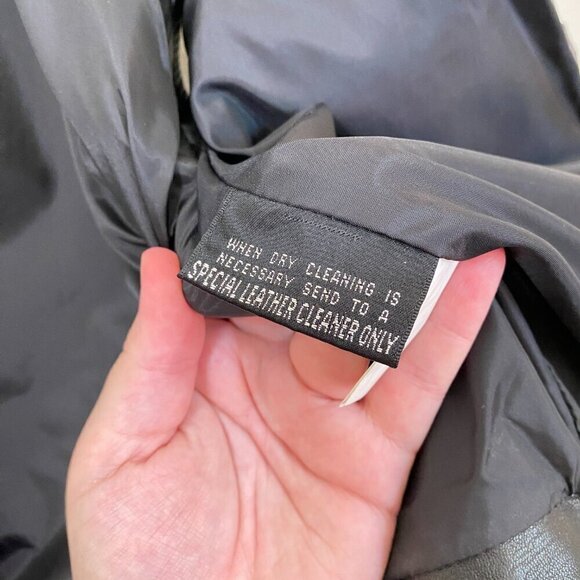 WHEN DRY CLEANING IS
NECESSARY SEND TO A
SPECIAL LEATHER CLEANER ONLY